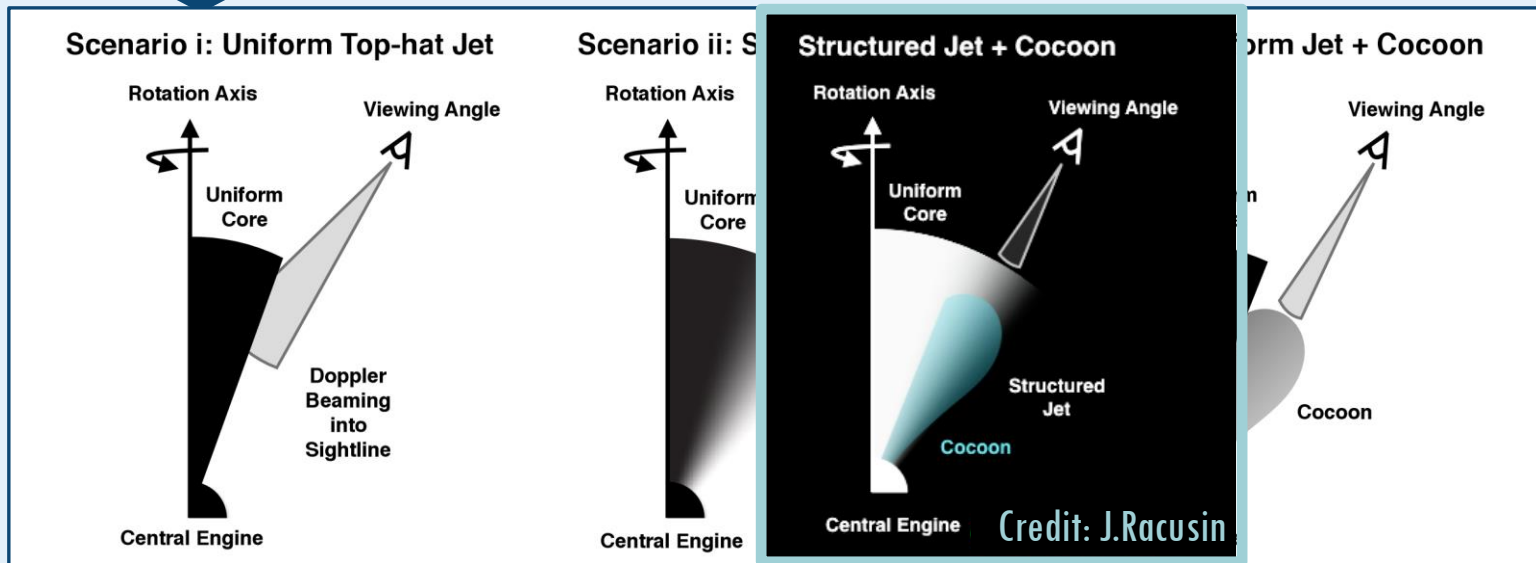 Scenario i: Uniform Top-hat Jet
Rotation Axis
Viewing Angle
Uniform
Core
Doppler
Beaming
into
Sightline
Central Engine
Scenario ii: S
Rotation Axis
Uniform
Core
Central Engine
Structured Jet + Cocoon
Rotation Axis
Viewing Angle
Uniform
Core
Structured
Jet
Cocoon
Central Engine
Credit: J.Racusin
orm Jet + Cocoon
Viewing Angle
Cocoon